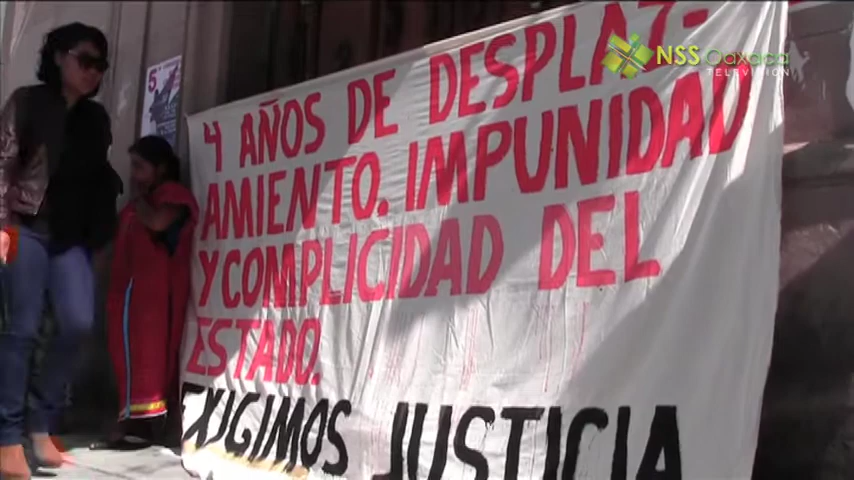 NSS Oaxaca
TELEVISION
4 AÑOS DE DESPLAZ-
AMIENTO. IMPUNIDAD
Y COMPLICIDAD DEL
ESTADO.
EXIGIMOS JUSTICIA